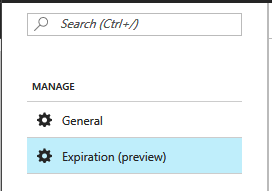 Search (Ctrl+/)
MANAGE
General
Expiration (preview)